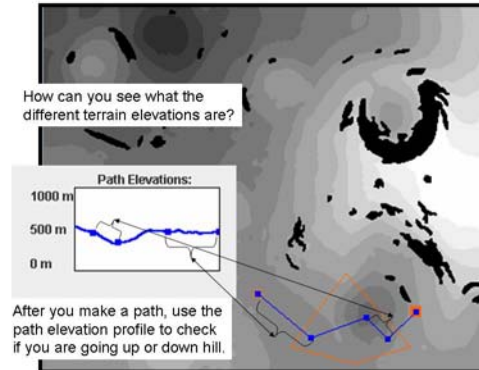 How can you see what the
different terrain elevations are?
Path Elevations:
1000 m
500 m
0 m
After you make a path, use the
path elevation profile to check
if you are going up or down hill.